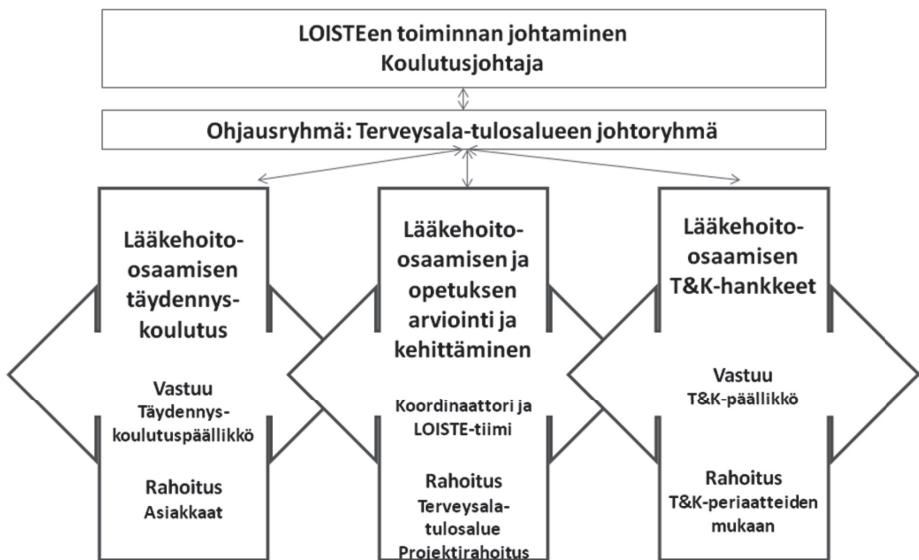 LOISTEen toiminnan johtaminen
Koulutusjohtaja
Ohjausryhmä: Terveysala-tulosalueen johtoryhmä
Lääkehoito-
osaamisen
täydennys-
koulutus
Vastuu
Täydennys-
koulutuspäällikkö
Rahoitus
Asiakkaat
Lääkehoito-
osaamisen ja
opetuksen
arviointi ja
kehittäminen
Koordinaattori ja
LOISTE-tiimi
Rahoitus
Terveysala-
tulosalue
Projektirahoitus
Lääkehoito-
osaamisen
T&K-hankkeet
Vastuu
T&K-päällikkö
Rahoitus
T&K-periaatteiden
mukaan